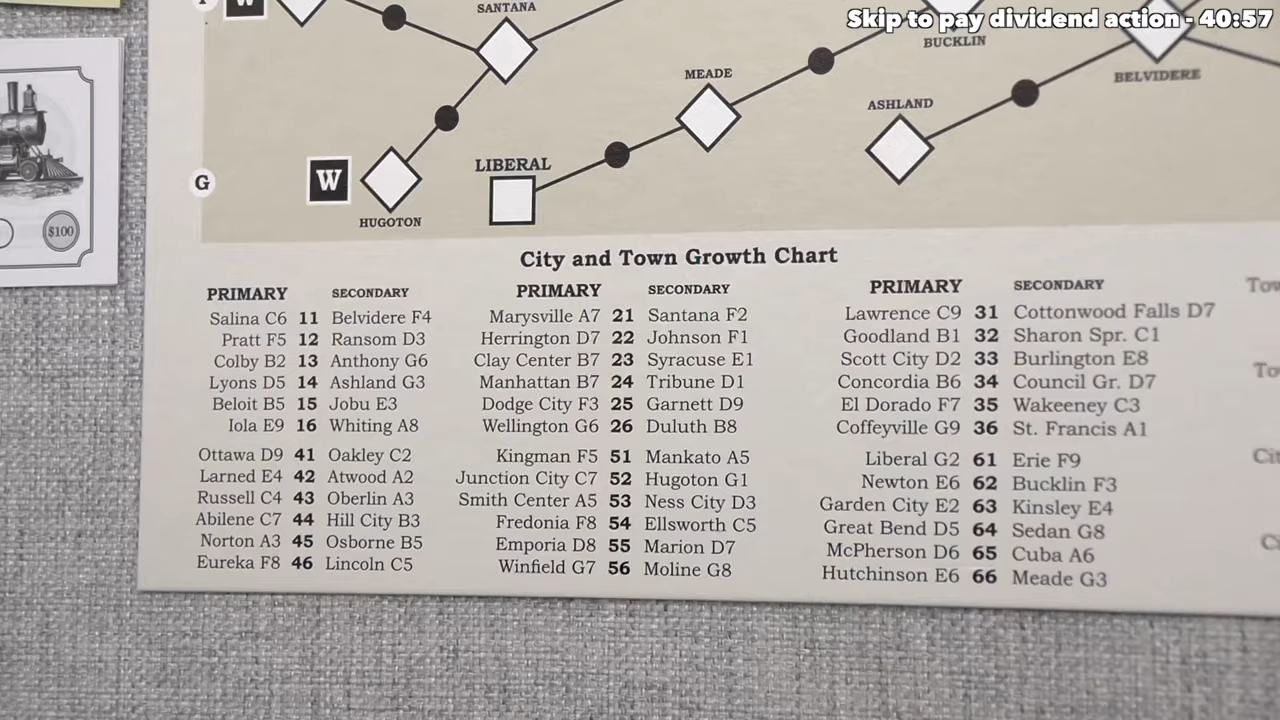 Skip to pay dividend action - 40:57
W
SANTANA
BUCKLIN
MEADE
BELVIDERE
ASHLAND
LIBERAL
G
W
HUGOTON
$100
City and Town Growth Chart
PRIMARY SECONDARY PRIMARY SECONDARY PRIMARY SECONDARY
Salina C6 11 Belvidere F4 Marysville A7 21 Santana F2 Lawrence C9 31 Cottonwood Falls D7
Pratt F5 12 Ransom D3 Herrington D7 22 Johnson F1 Goodland B1 32 Sharon Spr. C1
Colby B2 13 Anthony G6 Clay Center B7 23 Syracuse E1 Scott City D2 33 Burlington E8
Lyons D5 14 Ashland G3 Manhattan B7 24 Tribune D1 Concordia B6 34 Council Gr. D7
Beloit B5 15 Jobu E3 Dodge City F3 25 Garnett D9 El Dorado F7 35 Wakeeney C3
Iola E9 16 Whiting A8 Wellington G6 26 Duluth B8 Coffeyville G9 36 St. Francis A1
Ottawa D9 41 Oakley C2 Kingman F5 51 Mankato A5 Liberal G2 61 Erie F9
Larned E4 42 Atwood A2 Junction City C7 52 Hugoton G1 Newton E6 62 Bucklin F3
Russell C4 43 Oberlin A3 Smith Center A5 53 Ness City D3 Garden City E2 63 Kinsley E4
Abilene C7 44 Hill City B3 Fredonia F8 54 Ellsworth C5 Great Bend D5 64 Sedan G8
Norton A3 45 Osborne B5 Emporia D8 55 Marion D7 McPherson D6 65 Cuba A6
Eureka F8 46 Lincoln C5 Winfield G7 56 Moline G8 Hutchinson E6 66 Meade G3